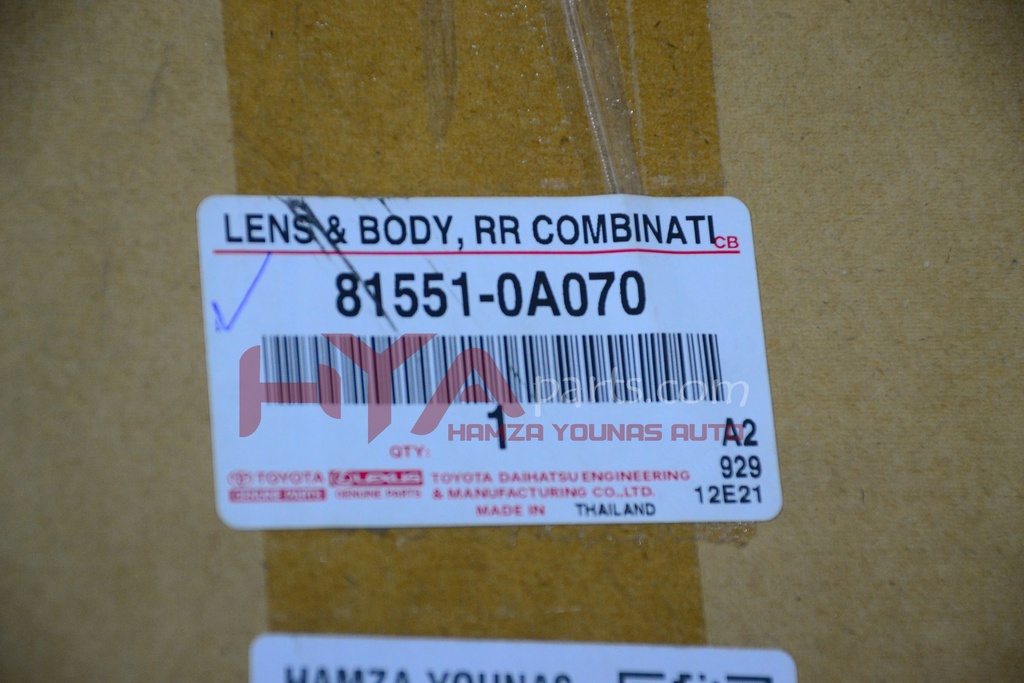 LENS & BODY, RR COMBINATI
CB
81551-0A070
HYA parts.com
HAMZA YOUNAS AUTO
QTY: 1
A2
929
12E21
TOYOTA
GENUINE PARTS
LEXUS
GENUINE PARTS
TOYOTA DAIHATSU ENGINEERING
& MANUFACTURING CO.,LTD.
MADE IN THAILAND
HAMZA YOUNAS